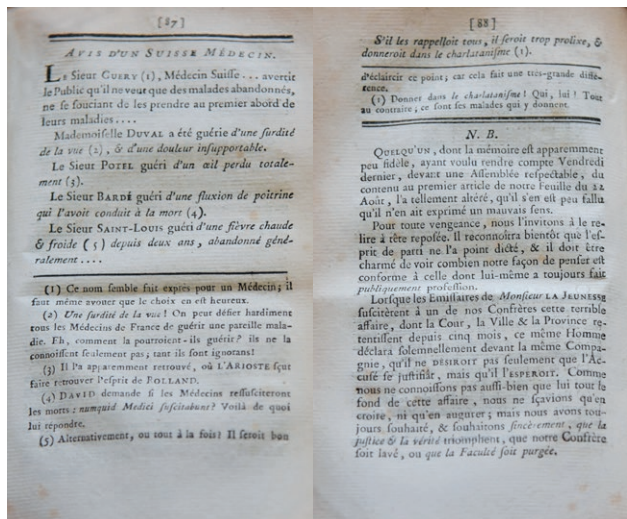 [87]
AVIS D'UN SUISSE MÉDECIN.
LE Sieur GUERY (1), Médecin Suisse... avertit
le Public qu'il ne veut que des malades abandonnés,
ne se souciant de les prendre au premier abord de
leurs maladies....
Mademoiselle DUVAL a été guérie d'une surdité
de la vue (2), & d'une douleur insupportable.
Le Sieur POTEL guéri d'un œil perdu totale-
ment (3).
Le Sieur BARDÉ guéri d'une fluxion de poitrine
qui l'avoit conduit à la mort (4).
Le Sieur SAINT-LOUIS guéri d'une fièvre chaude
& froide (5) depuis deux ans, abandonné géné-
ralement....
(1) Ce nom semble fait exprès pour un Médecin; il
faut même avouer que le choix en est heureux.
(2) Une surdité de la vue! On peut défier hardiment
tous les Médecins de France de guérir une pareille mala-
die. Eh, comment la pourroient-ils guérir? ils ne la
connoissent seulement pas; tant ils sont ignorans!
(3) Il l'a apparemment retrouvé, où l'ARIOSTE sçut
faire retrouver l'esprit de ROLLAND.
(4) DAVID demande si les Médecins ressusciteront
les morts: numquid Medici suscitabunt? Voilà de quoi
lui répondre.
(5) Alternativement, ou tout à la fois? Il seroit bon
[88]
S'il les rappelloit tous, il seroit trop prolixe, &
donneroit dans le charlatanisme (1).
d'éclaircir ce point; car cela fait une très-grande diffé-
rence.
(1) Donner dans le charlatanisme! Qui, lui! Tout
au contraire; ce sont ses malades qui y donnent.
N. B.
QUELQU'UN, dont la mémoire est apparemment
peu fidèle, ayant voulu rendre compte Vendredi
dernier, devant une Assemblée respectable, du
contenu au premier article de notre Feuille du 22
Août, l'a tellement altéré, qu'il s'en est peu fallu
qu'il n'en ait exprimé un mauvais sens.
Pour toute vengeance, nous l'invitons à le re-
lire à tête reposée. Il reconnoîtra bientôt que l'es-
prit de parti ne l'a point dicté, & il doit être
charmé de voir combien notre façon de penser est
conforme à celle dont lui-même a toujours fait
publiquement profession.
Lorsque les Emissaires de Monsieur LA JEUNESSE
suscitèrent à un de nos Confrères cette terrible
affaire, dont la Cour, la Ville & la Province re-
tentissent depuis cinq mois, ce même Homme
déclara solemnellement devant la même Compa-
gnie, qu'il ne DESIROIT pas seulement que l'Ac-
cusé se justifiât, mais qu'il l'ESPEROIT. Comme
nous ne connoissons pas aussi-bien que lui tout le
fond de cette affaire, nous ne sçavions qu'en
croire, ni qu'en augurer; mais nous avons tou-
jours souhaité, & souhaitons sincèrement, que la
justice & la vérité triomphent, que notre Confrère
soit lavé, ou que la Faculté soit purgée.